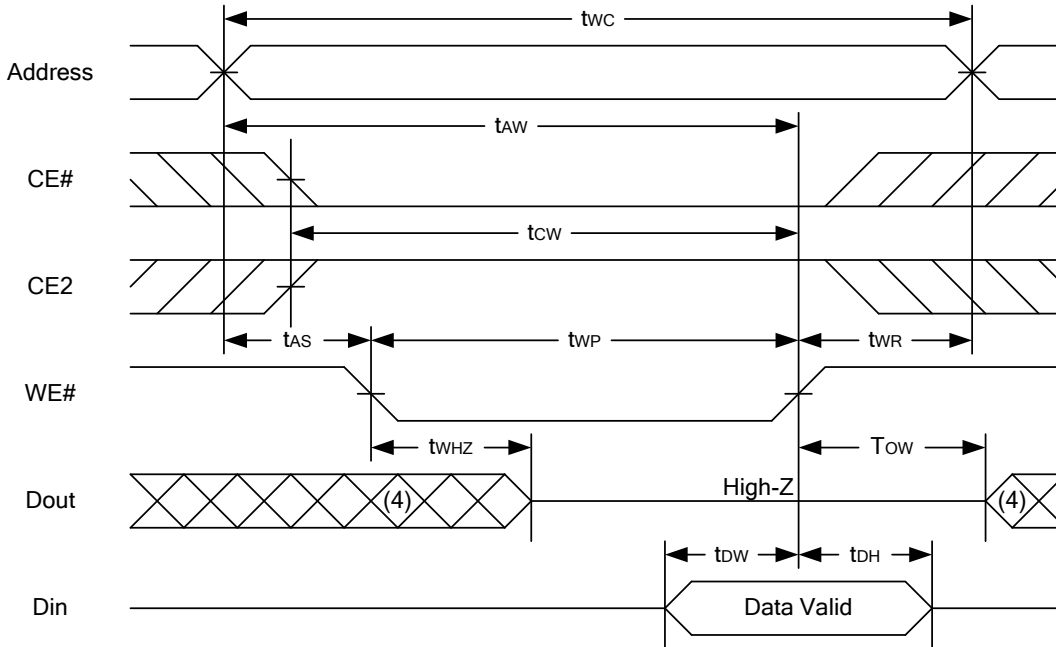 tWC
Address
tAW
CE#
tCW
CE2
tAS tWP tWR
WE#
tWHZ TOW
Dout (4) High-Z (4)
tDW tDH
Din Data Valid